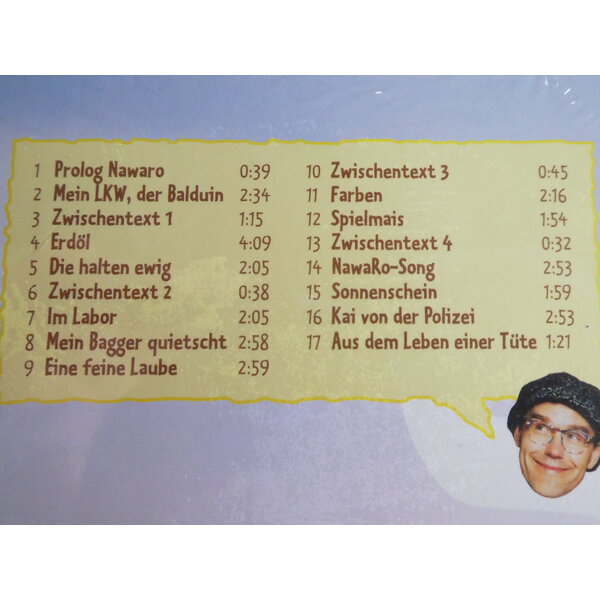 1 Prolog Nawaro 0:39
2 Mein LKW, der Balduin 2:34
3 Zwischentext 1 1:15
4 Erdöl 4:09
5 Die halten ewig 2:05
6 Zwischentext 2 0:38
7 Im Labor 2:05
8 Mein Bagger quietscht 2:58
9 Eine feine Laube 2:59
10 Zwischentext 3 0:45
11 Farben 2:16
12 Spielmais 1:54
13 Zwischentext 4 0:32
14 NawaRo-Song 2:53
15 Sonnenschein 1:59
16 Kai von der Polizei 2:53
17 Aus dem Leben einer Tüte 1:21